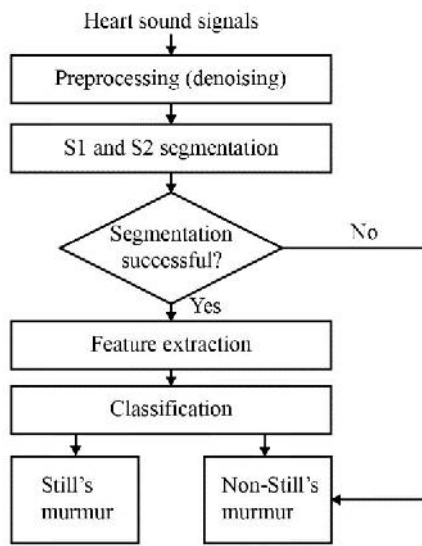 Heart sound signals
Preprocessing (denoising)
S1 and S2 segmentation
Segmentation
successful?
No
Yes
Feature extraction
Classification
Still's
murmur
Non-Still's
murmur